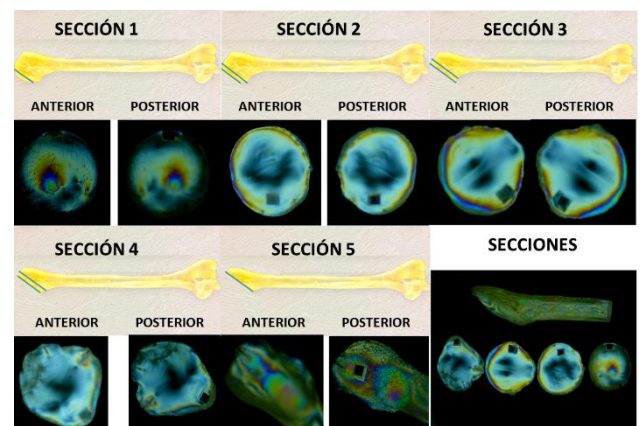 SECCIÓN 1
SECCIÓN 2
SECCIÓN 3
ANTERIOR POSTERIOR
ANTERIOR POSTERIOR
ANTERIOR POSTERIOR
SECCIÓN 4
SECCIÓN 5
SECCIONES
ANTERIOR POSTERIOR
ANTERIOR POSTERIOR